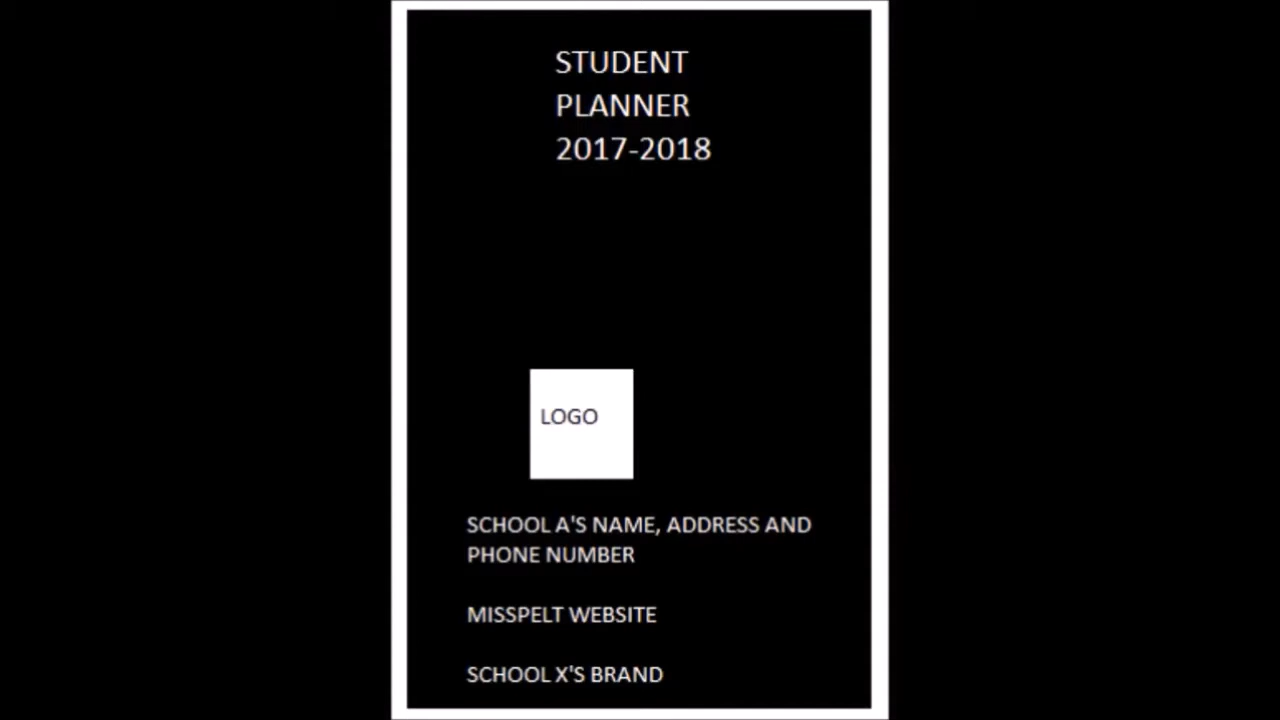 STUDENT
PLANNER
2017-2018
LOGO
SCHOOL A'S NAME, ADDRESS AND
PHONE NUMBER
MISSPELT WEBSITE
SCHOOL X'S BRAND